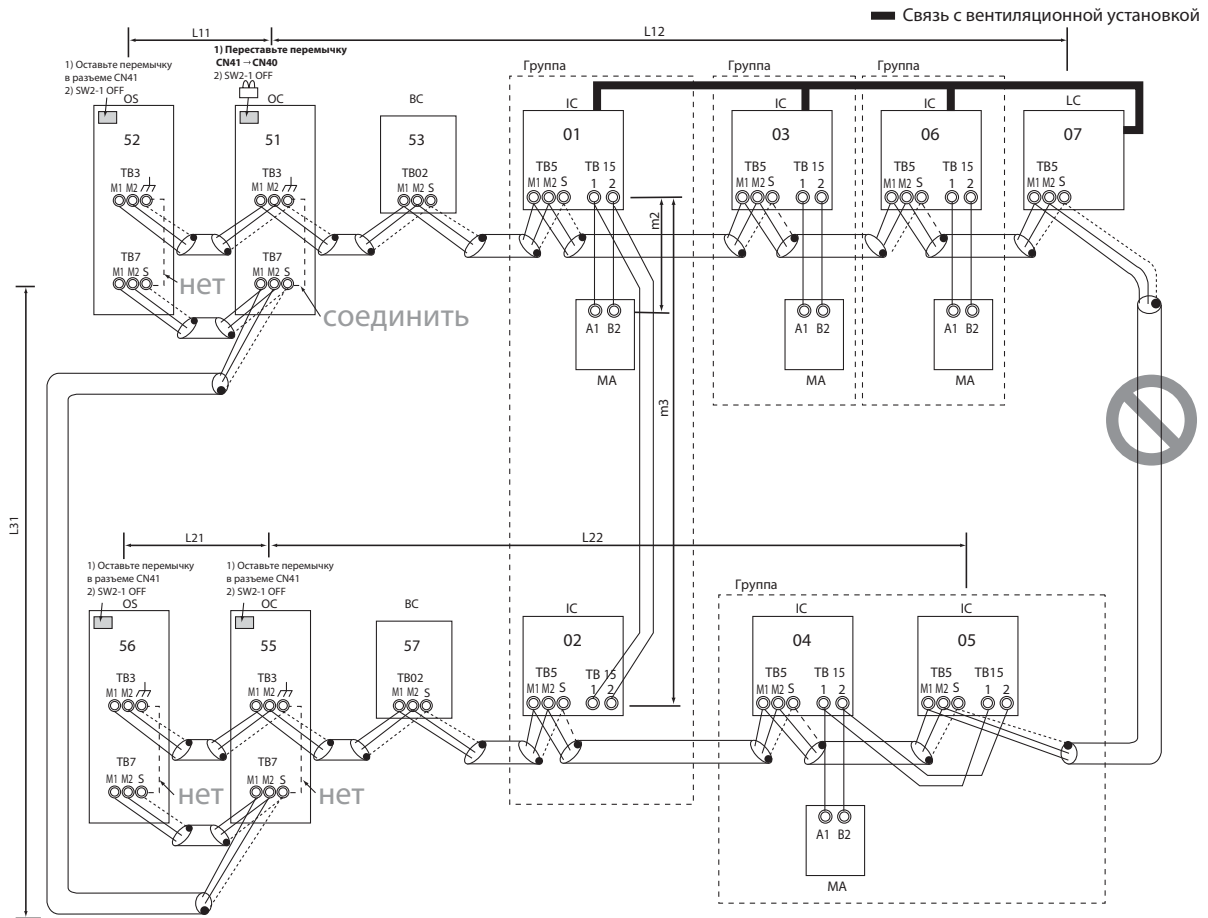 Связь с вентиляционной установкой
L11
L12
1) Оставьте перемычку
в разъеме CN41
2) SW2-1 OFF
1) Переставьте перемычку
CN41→CN40
2) SW2-1 OFF
Группа
Группа
Группа
OS
OC
BC
IC
IC
IC
LC
52
51
53
01
03
06
07
TB3
TB3
TB02
TB5
TB 15
TB5
TB 15
TB5
TB 15
TB5
M1 M2
M1 M2
M1 M2 S
M1 M2 S
1 2
M1 M2 S
1 2
M1 M2 S
1 2
M1 M2 S
m2
TB7
TB7
M1 M2 S
M1 M2 S
нет
соединить
A1 B2
A1 B2
A1 B2
MA
MA
MA
m3
L31
L21
L22
1) Оставьте перемычку
в разъеме CN41
2) SW2-1 OFF
1) Оставьте перемычку
в разъеме CN41
2) SW2-1 OFF
Группа
OS
OC
BC
IC
IC
IC
56
55
57
02
04
05
TB3
TB3
TB02
TB5
TB 15
TB5
TB 15
TB5
TB15
M1 M2
M1 M2
M1 M2 S
M1 M2 S
1 2
M1 M2 S
1 2
M1 M2 S
1 2
TB7
TB7
M1 M2 S
M1 M2 S
нет
нет
A1 B2
MA